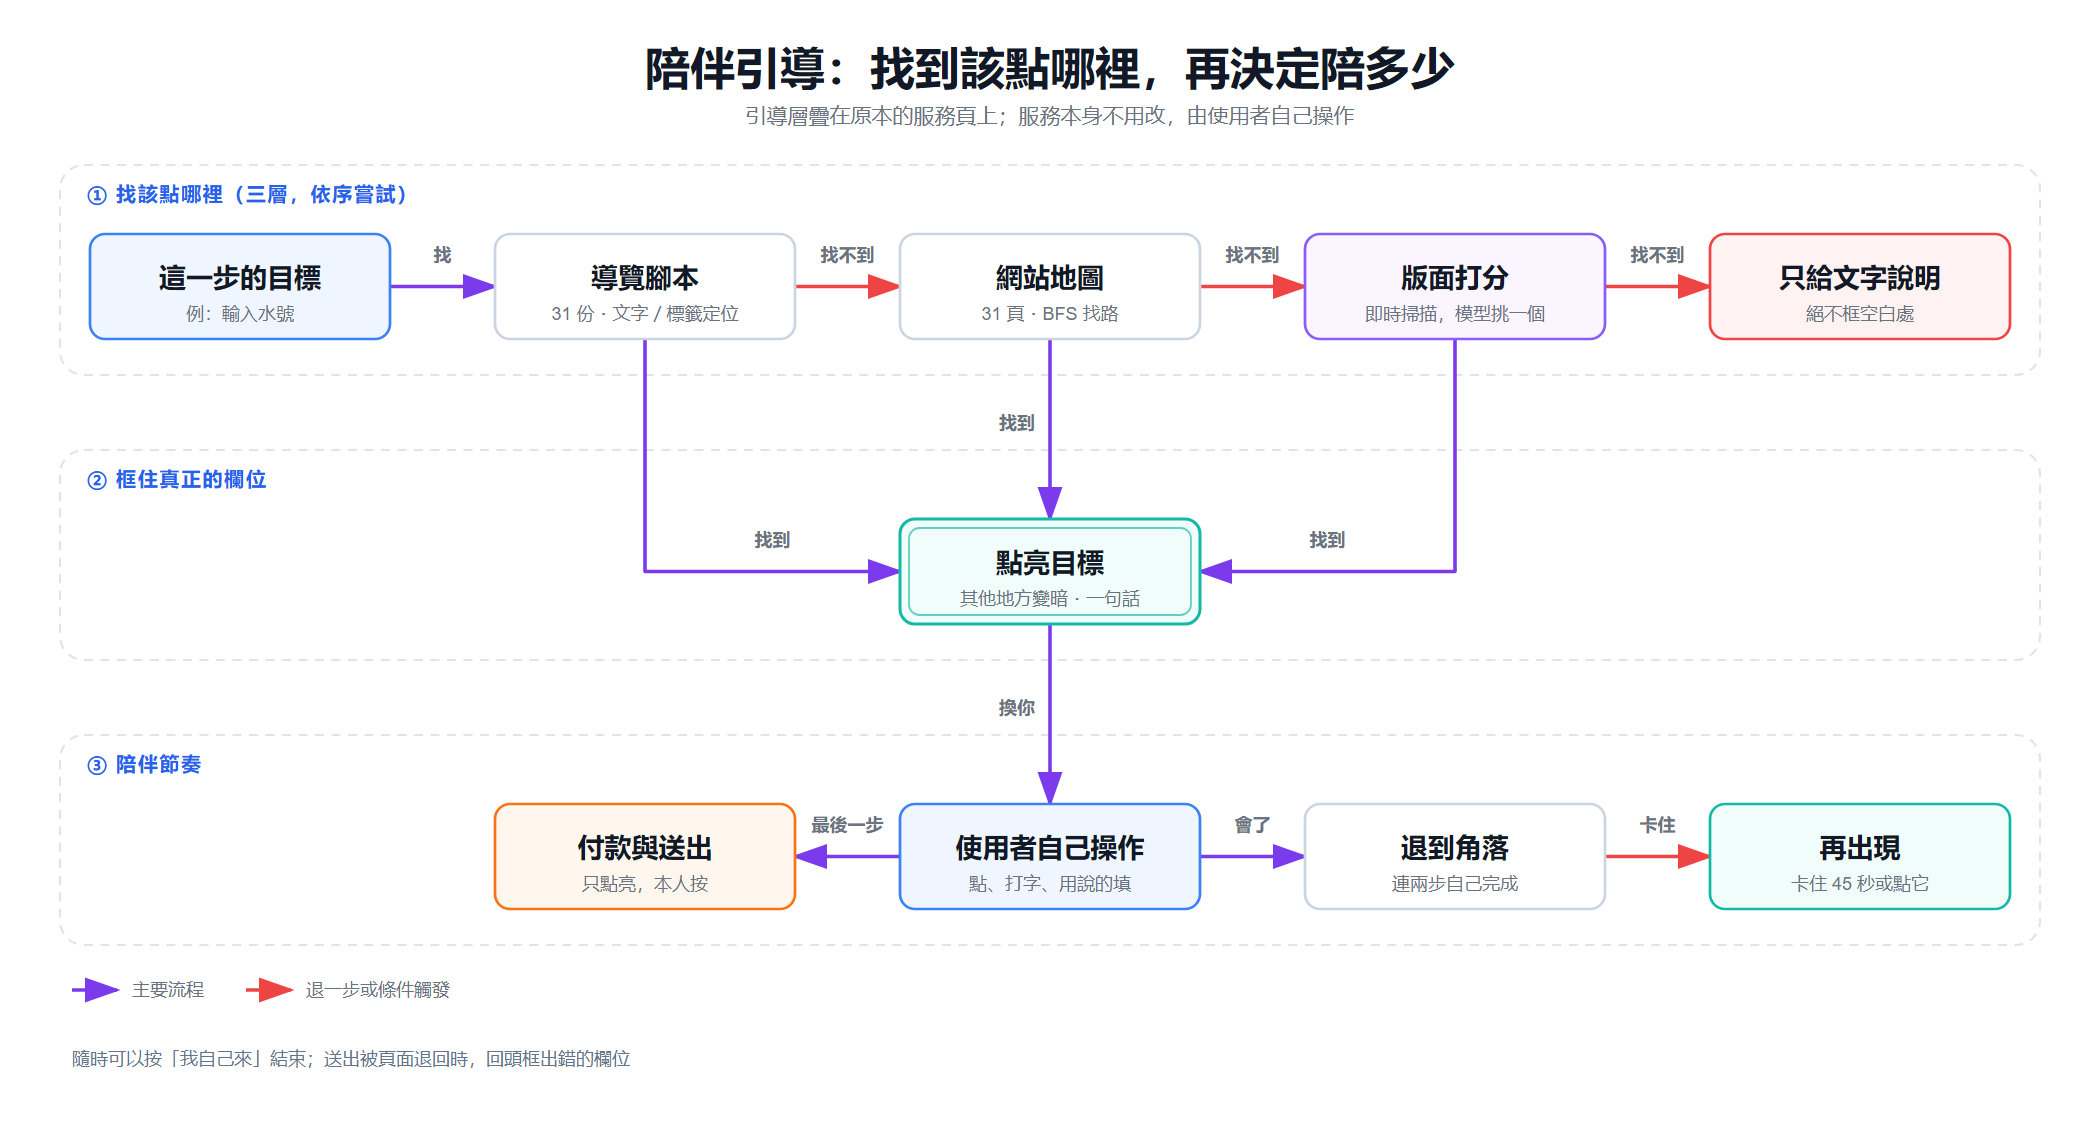 陪伴引導：找到該點哪裡，再決定陪多少
引導層疊在原本的服務頁上；服務本身不用改，由使用者自己操作
① 找該點哪裡（三層，依序嘗試）
這一步的目標
例：輸入水號
找
導覽腳本
31 份 · 文字 / 標籤定位
找不到
網站地圖
31 頁 · BFS 找路
找不到
版面打分
即時掃描，模型挑一個
找不到
只給文字說明
絕不框空白處
找到
② 框住真正的欄位
找到
點亮目標
其他地方變暗 · 一句話
找到
換你
③ 陪伴節奏
付款與送出
只點亮，本人按
最後一步
使用者自己操作
點、打字、用說的填
會了
退到角落
連兩步自己完成
卡住
再出現
卡住 45 秒或點它
主要流程
退一步或條件觸發
隨時可以按「我自己來」結束；送出被頁面退回時，回頭框出錯的欄位